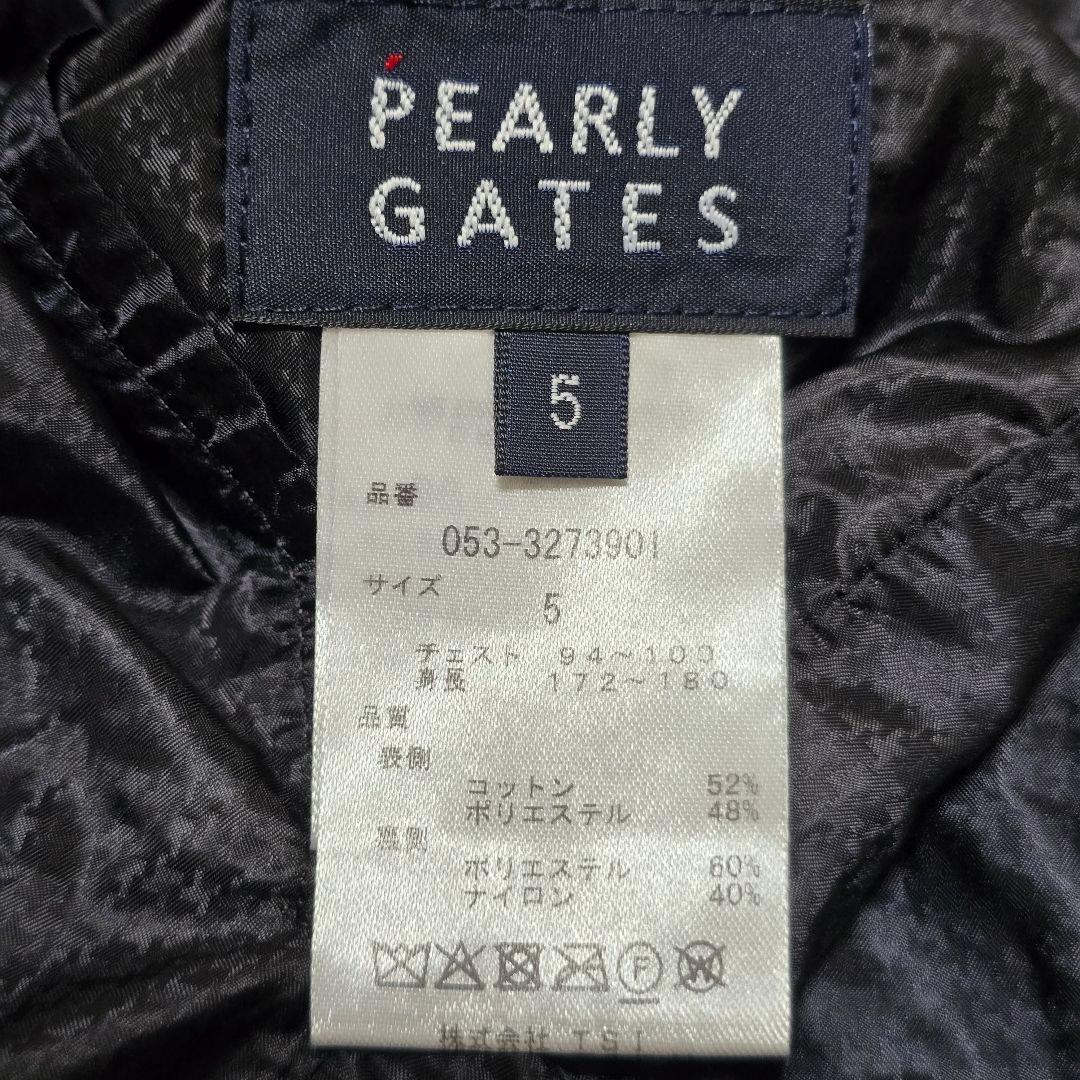 PEARLY
GATES
5
品番
053-3273901
サイズ
5
チェスト 94～100
身長 172～180
品質
表側
コットン 52%
ポリエステル 48%
裏側
ポリエステル 60%
ナイロン 40%
F
W
株式会社 TSI